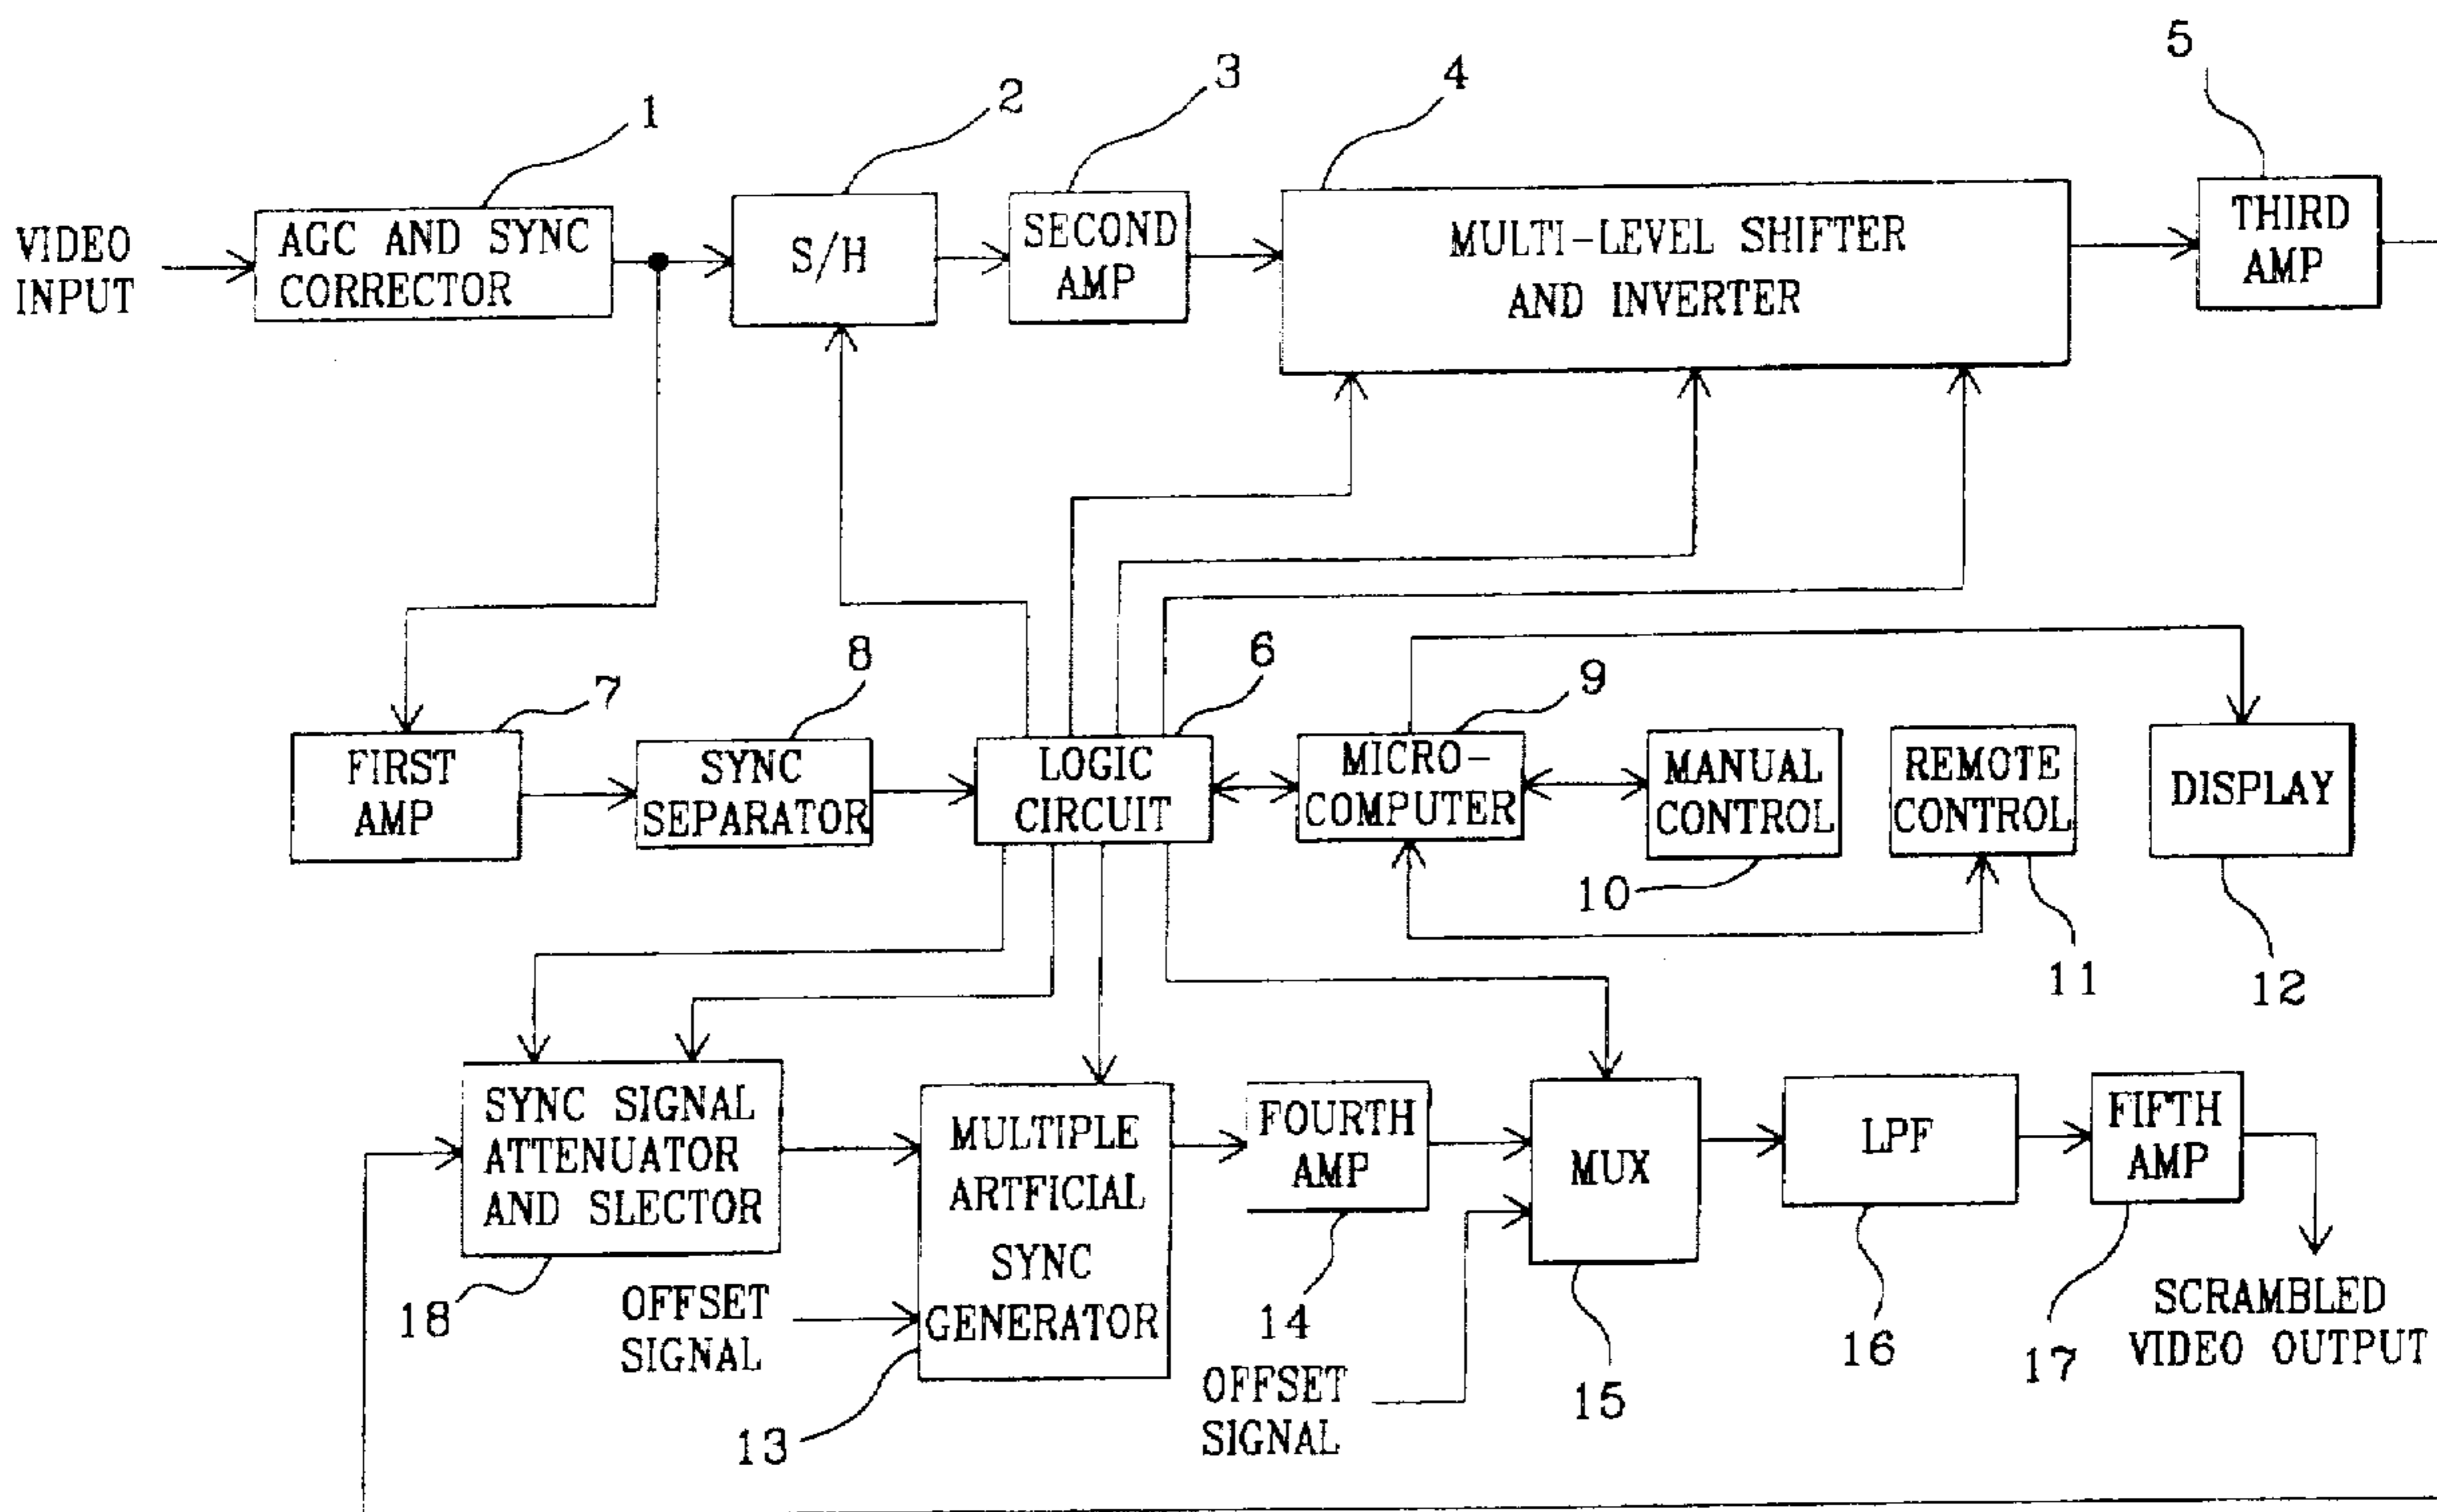 1
2
3
4
5
VIDEO
INPUT
AGC AND SYNC
CORRECTOR
S/H
SECOND
AMP
MULTI-LEVEL SHIFTER
AND INVERTER
THIRD
AMP
7
8
6
9
FIRST
AMP
SYNC
SEPARATOR
LOGIC
CIRCUIT
MICRO-
COMPUTER
MANUAL
CONTROL
REMOTE
CONTROL
DISPLAY
10
11
12
SYNC SIGNAL
ATTENUATOR
AND SLECTOR
MULTIPLE
ARTFICIAL
SYNC
GENERATOR
FOURTH
AMP
MUX
LPF
FIFTH
AMP
18
OFFSET
SIGNAL
13
14
OFFSET
SIGNAL
15
16
17
SCRAMBLED
VIDEO OUTPUT